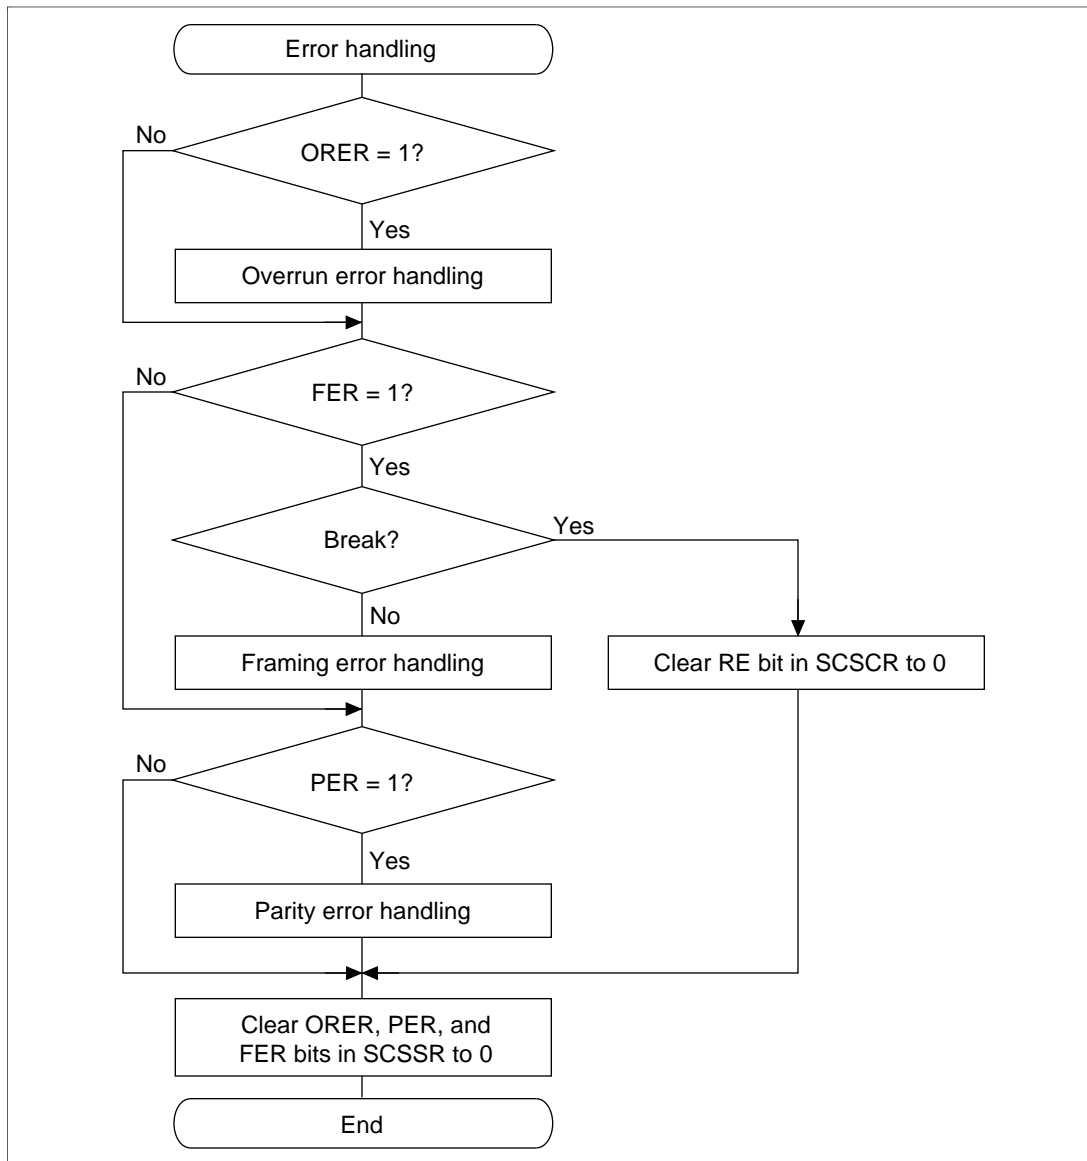 Error handling
No
ORER = 1?
Yes
Overrun error handling
No
FER = 1?
Yes
Break?
Yes
No
Framing error handling
Clear RE bit in SCSCR to 0
No
PER = 1?
Yes
Parity error handling
Clear ORER, PER, and
FER bits in SCSSR to 0
End